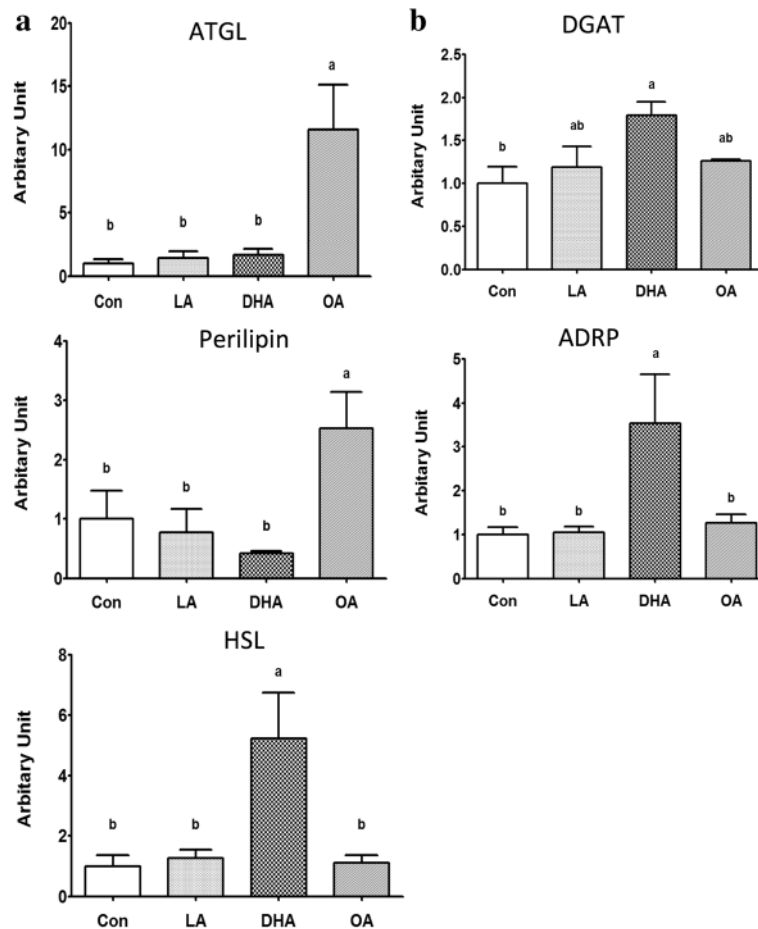 a
ATGL
Arbitary Unit
20
15
10
5
0
b
b
b
a
Con LA DHA OA
Perilipin
Arbitary Unit
4
3
2
1
0
b
b
b
a
Con LA DHA OA
HSL
Arbitary Unit
8
6
4
2
0
b
b
a
b
Con LA DHA OA
b
DGAT
Arbitary Unit
2.5
2.0
1.5
1.0
0.5
0.0
b
ab
a
ab
Con LA DHA OA
ADRP
Arbitary Unit
5
4
3
2
1
0
b
b
a
b
Con LA DHA OA